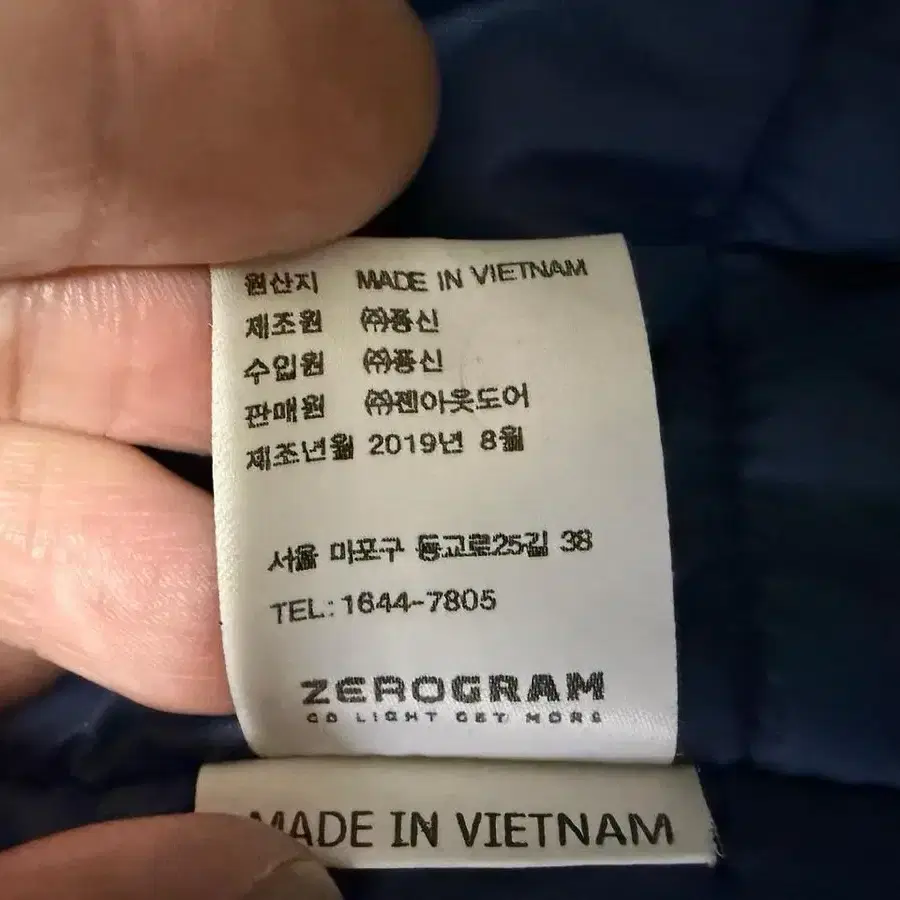 원산지 MADE IN VIETNAM
제조원 ㈜풍신
수입원 ㈜풍신
판매원 ㈜젠아웃도어
제조년월 2019년 8월
서울 마포구 동교로25길 38
TEL: 1644-7805
ZEROGRAM
GO LIGHT GET MORE
MADE IN VIETNAM